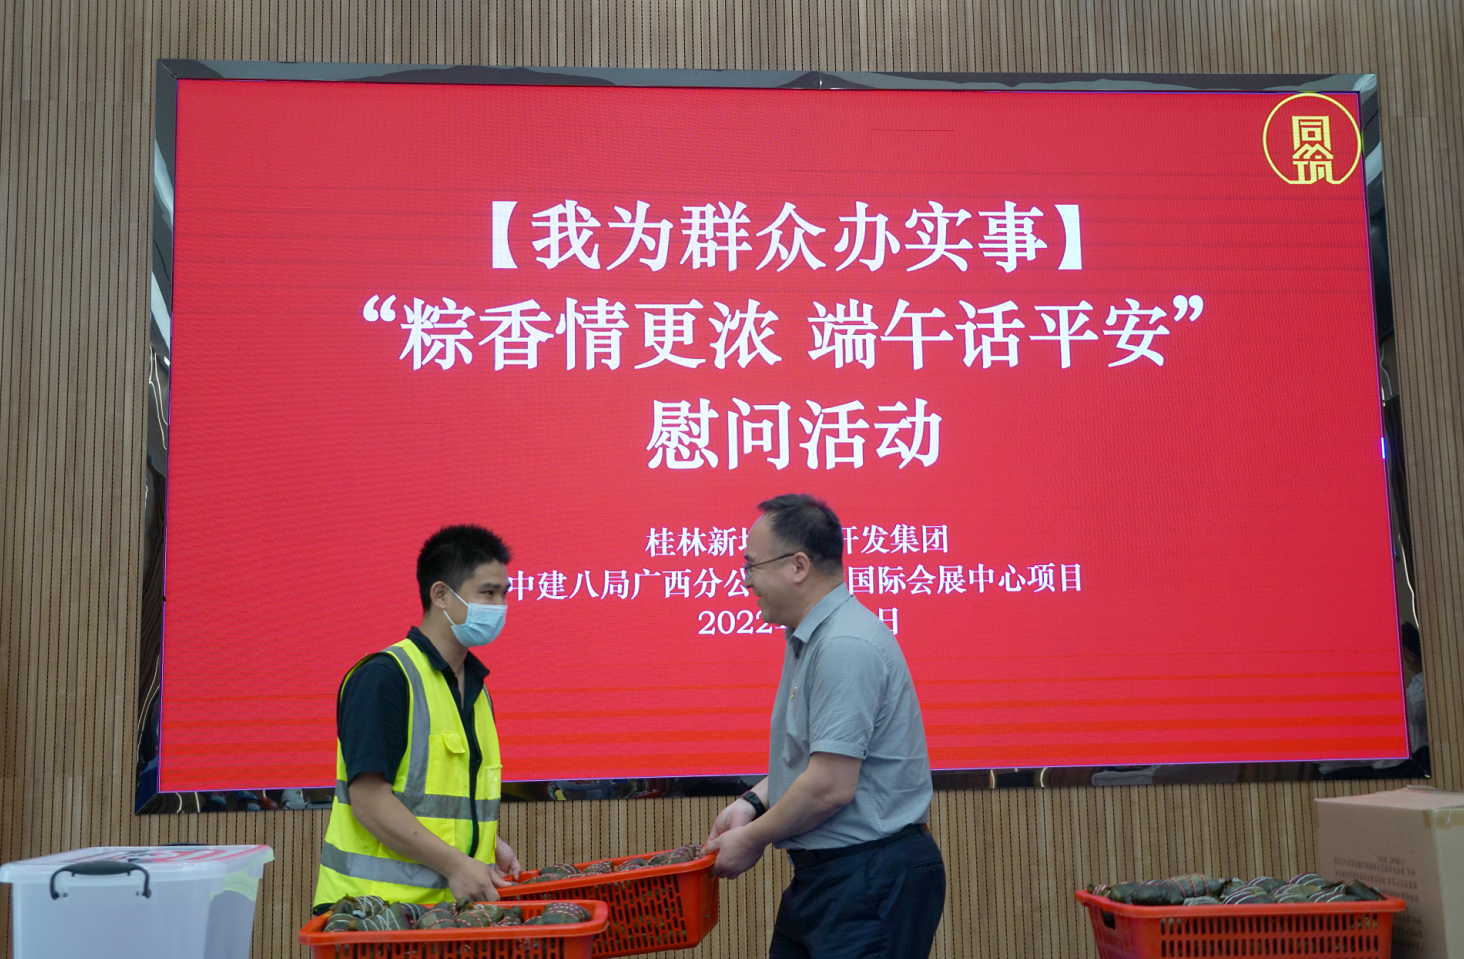 同筑
【我为群众办实事】
“粽香情更浓 端午话平安”
慰问活动
桂林新 开发集团
中建八局广西分公 国际会展中心项目
2022 日